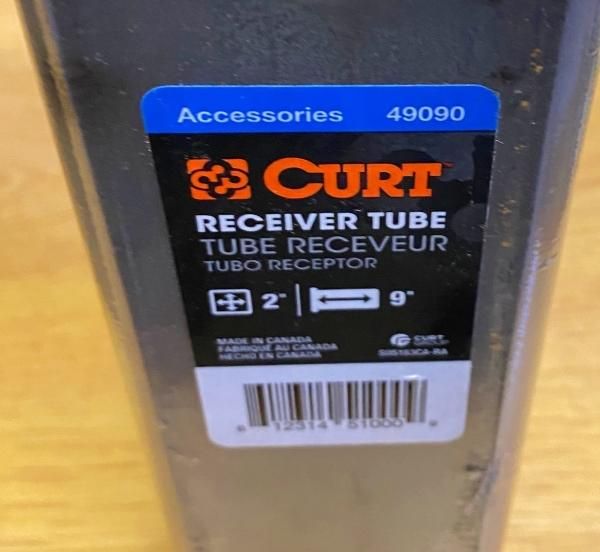 Accessories 49090
CURT
RECEIVER TUBE
TUBE RECEVEUR
TUBO RECEPTOR
2" 9"
MADE IN CANADA
FABRIQUÉ AU CANADA
HECHO EN CANADA
CURT
12314 51000